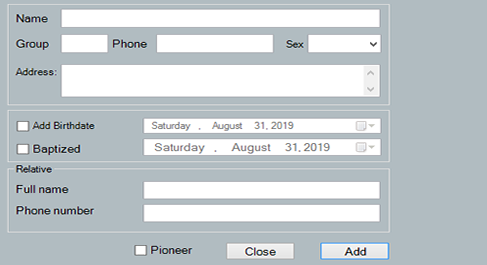 Name
Group Phone Sex
Address:
Add Birthdate Saturday , August 31, 2019
Baptized Saturday , August 31, 2019
Relative
Full name
Phone number
Pioneer Close Add